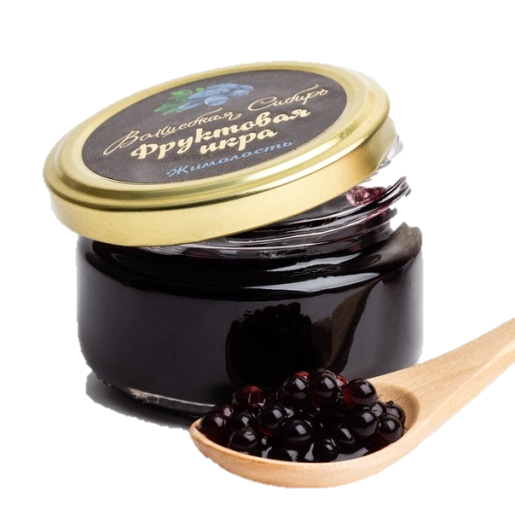 Волшебная Сибирь
Фруктовая
икра
Жимолость